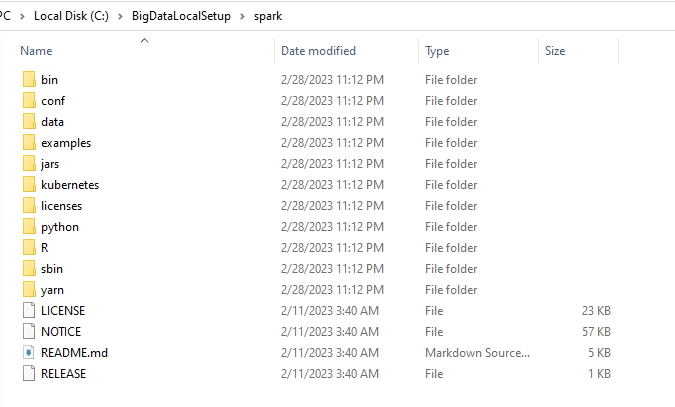 PC > Local Disk (C:) > BigDataLocalSetup > spark
Name Date modified Type Size
bin 2/28/2023 11:12 PM File folder
conf 2/28/2023 11:12 PM File folder
data 2/28/2023 11:12 PM File folder
examples 2/28/2023 11:12 PM File folder
jars 2/28/2023 11:12 PM File folder
kubernetes 2/28/2023 11:12 PM File folder
licenses 2/28/2023 11:12 PM File folder
python 2/28/2023 11:12 PM File folder
R 2/28/2023 11:12 PM File folder
sbin 2/28/2023 11:12 PM File folder
yarn 2/28/2023 11:12 PM File folder
LICENSE 2/11/2023 3:40 AM File 23 KB
NOTICE 2/11/2023 3:40 AM File 57 KB
README.md 2/11/2023 3:40 AM Markdown Source... 5 KB
RELEASE 2/11/2023 3:40 AM File 1 KB